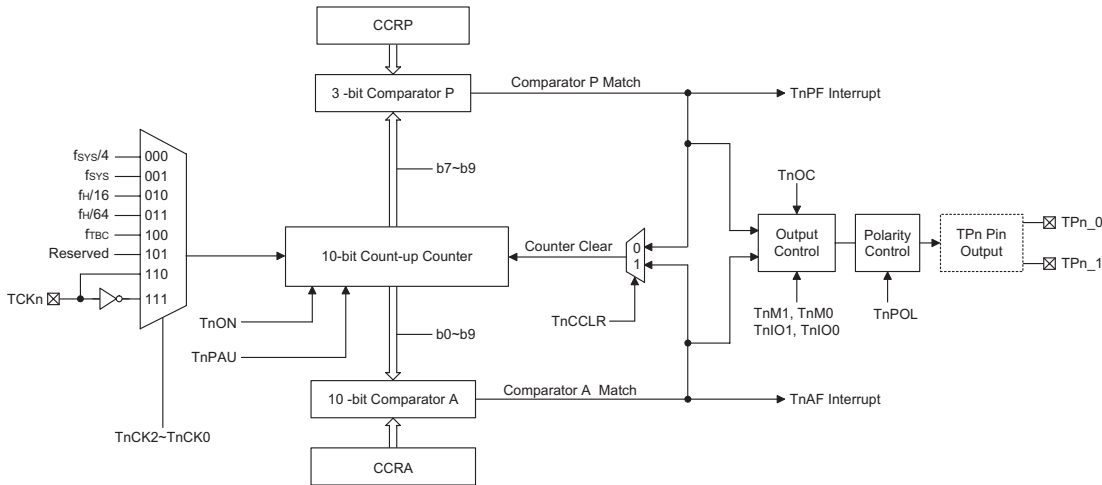 CCRP
3 -bit Comparator P
Comparator P Match
TnPF Interrupt
b7~b9
fSYS/4
000
fSYS
001
fH/16
010
fH/64
011
fTBC
100
Reserved
101
110
111
TCKn
TnCK2~TnCK0
10-bit Count-up Counter
TnON
TnPAU
Counter Clear
0
1
TnCCLR
TnOC
Output
Control
TnM1, TnM0
TnIO1, TnIO0
Polarity
Control
TnPOL
TPn Pin
Output
TPn_0
TPn_1
b0~b9
10 -bit Comparator A
Comparator A Match
TnAF Interrupt
CCRA